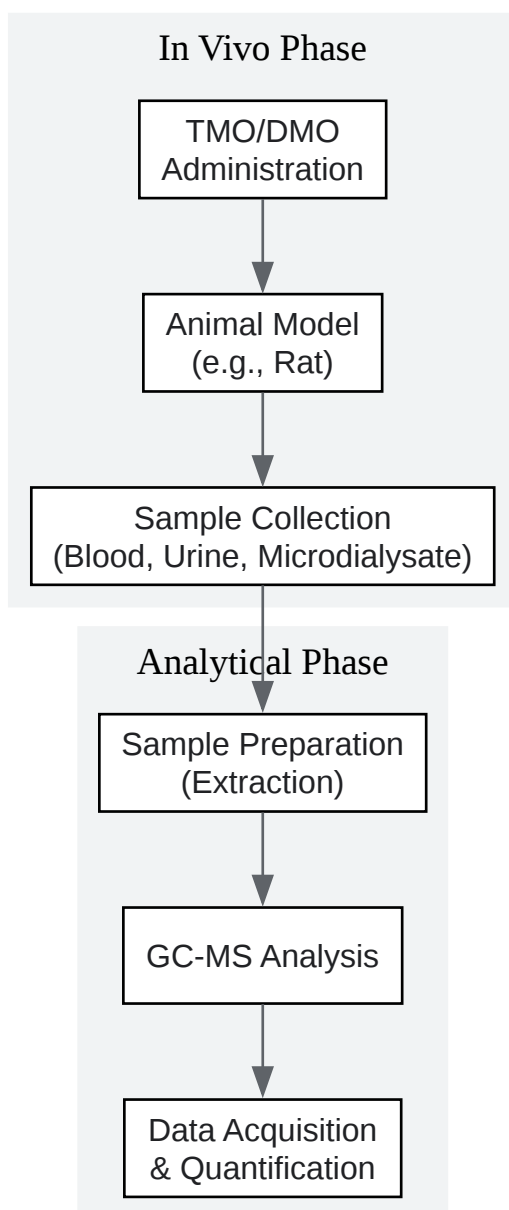 In Vivo Phase
TMO/DMO
Administration
Animal Model
(e.g., Rat)
Sample Collection
(Blood, Urine, Microdialysate)
Analytical Phase
Sample Preparation
(Extraction)
GC-MS Analysis
Data Acquisition
& Quantification